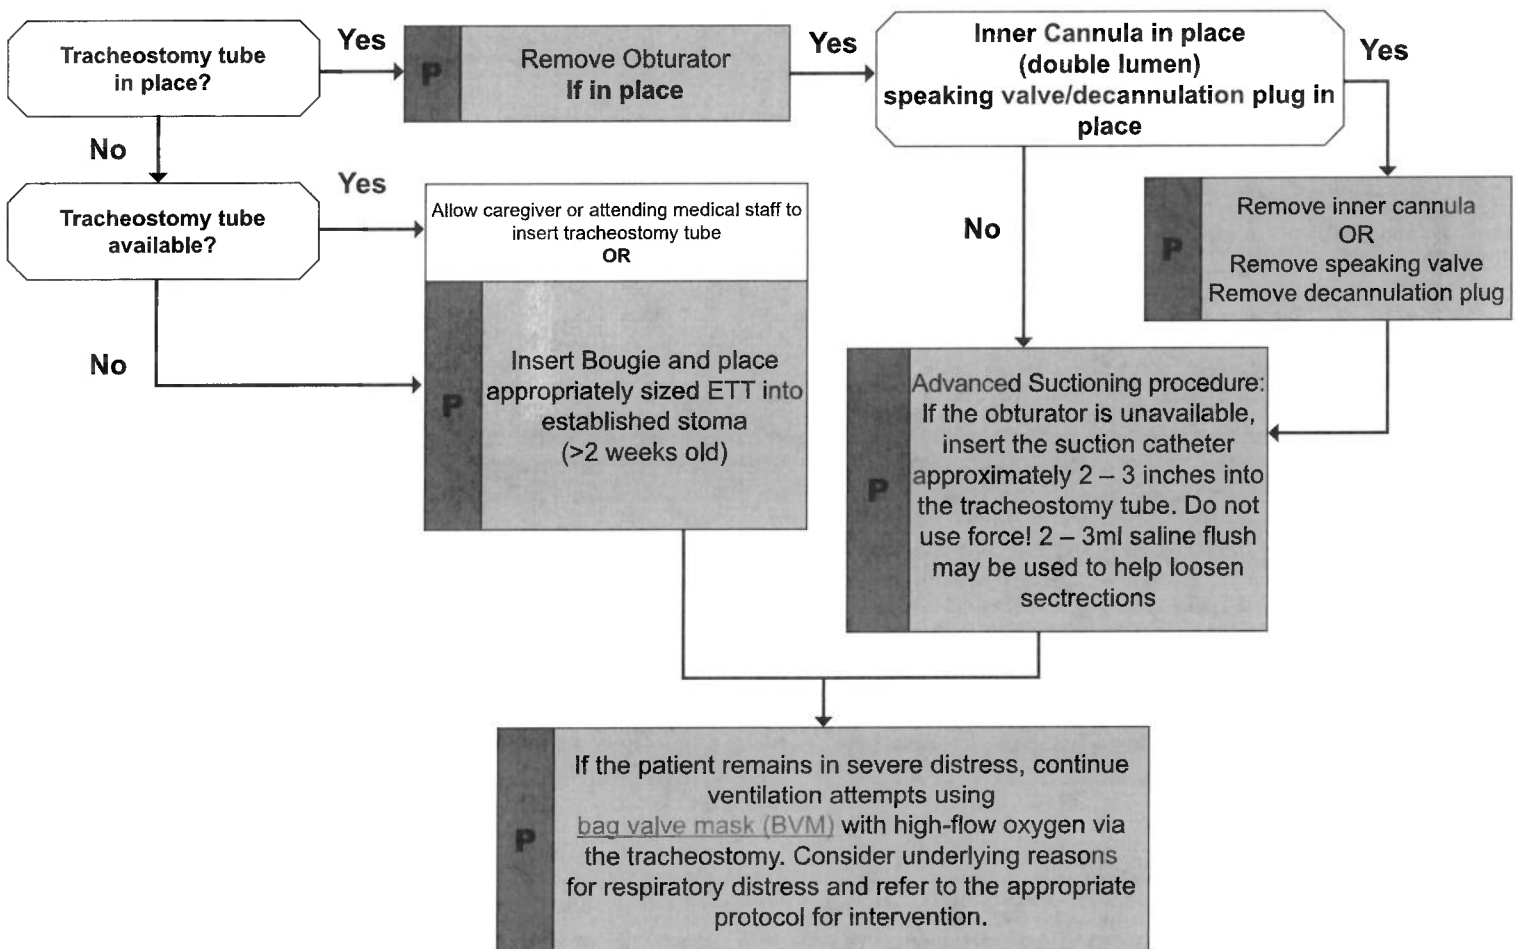 Tracheostomy tube
in place?
Yes
P
Remove Obturator
If in place
Yes
Inner Cannula in place
(double lumen)
speaking valve/decannulation plug in
place
Yes
No
Tracheostomy tube
available?
Yes
Allow caregiver or attending medical staff to
insert tracheostomy tube
OR
No
P
Insert Bougie and place
appropriately sized ETT into
established stoma
(>2 weeks old)
No
P
Remove inner cannula
OR
Remove speaking valve
Remove decannulation plug
P
Advanced Suctioning procedure:
If the obturator is unavailable,
insert the suction catheter
approximately 2 – 3 inches into
the tracheostomy tube. Do not
use force! 2 – 3ml saline flush
may be used to help loosen
sectrections
P
If the patient remains in severe distress, continue
ventilation attempts using
bag valve mask (BVM) with high-flow oxygen via
the tracheostomy. Consider underlying reasons
for respiratory distress and refer to the appropriate
protocol for intervention.